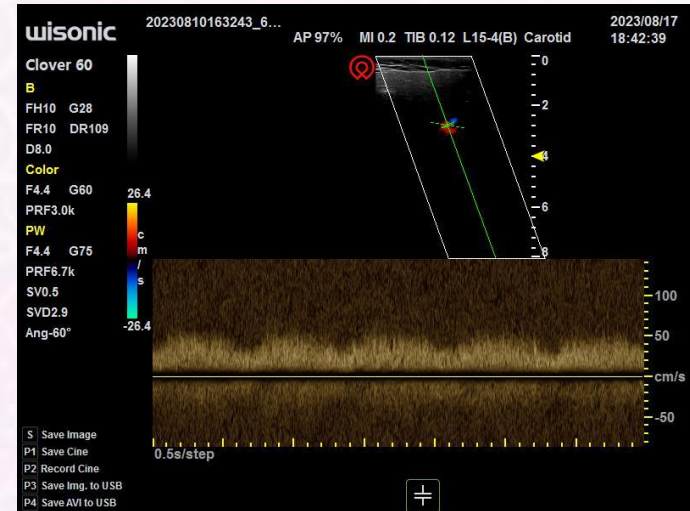 wisonic
20230810163243_6...
AP 97% MI 0.2 TIB 0.12 L15-4(B) Carotid
2023/08/17
18:42:39
Clover 60
B
FH10 G28
FR10 DR109
D8.0
Color
F4.4 G60
PRF3.0k
PW
F4.4 G75
PRF6.7k
SV0.5
SVD2.9
Ang-60°
26.4
c
m
/
s
-26.4
0
2
4
6
8
100
50
cm/s
-50
0.5s/step
S Save Image
P1 Save Cine
P2 Record Cine
P3 Save Img. to USB
P4 Save AVI to USB